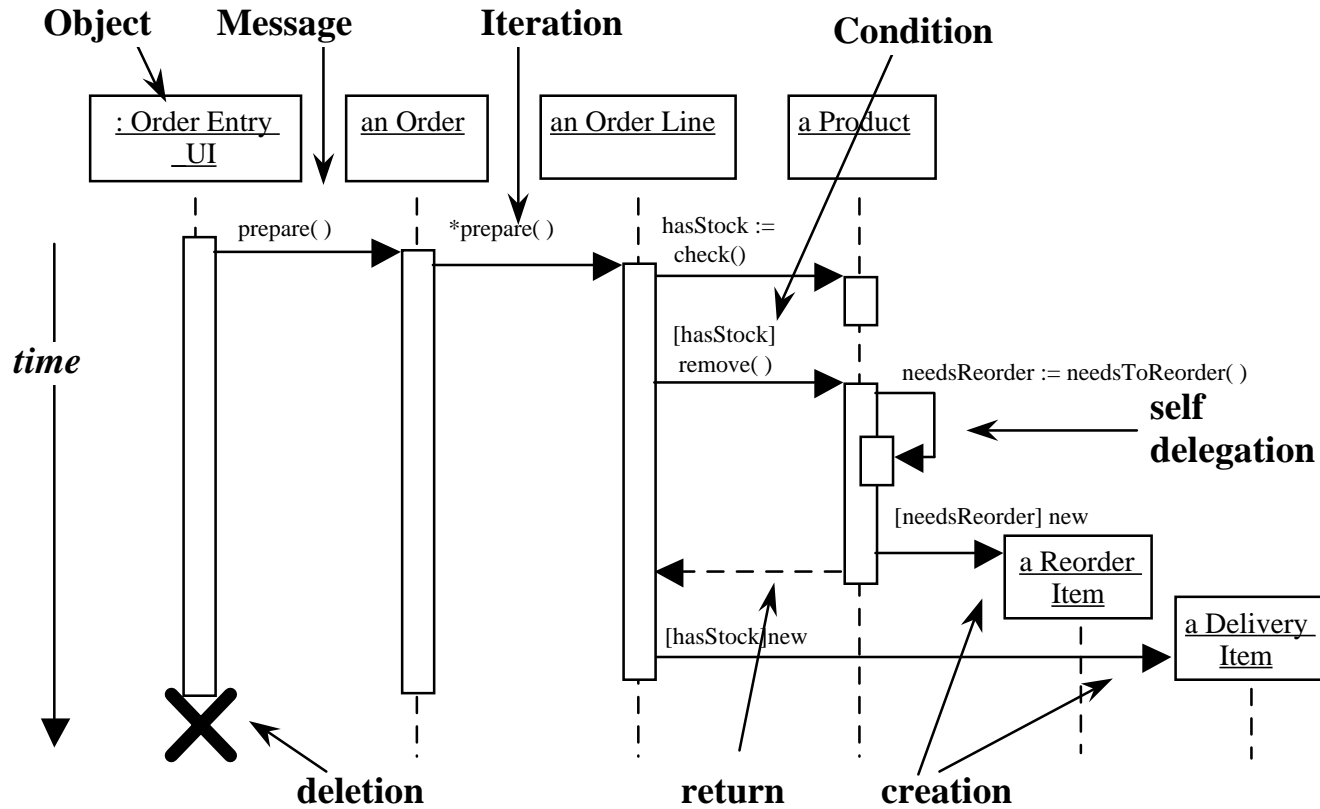 Object
Message
Iteration
Condition
: Order Entry
_UI
an Order
an Order Line
a Product
prepare( )
*prepare( )
hasStock :=
check()
time
[hasStock]
remove( )
needsReorder := needsToReorder( )
self
delegation
[needsReorder] new
a Reorder
Item
[hasStock]new
a Delivery
Item
deletion
return
creation